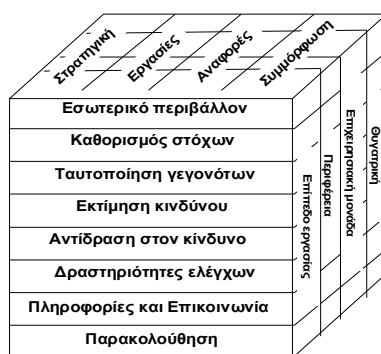 Στρατηγική
Εργασίες
Αναφορές
Συμμόρφωση
Εσωτερικό περιβάλλον
Καθορισμός στόχων
Ταυτοποίηση γεγονότων
Εκτίμηση κινδύνου
Αντίδραση στον κίνδυνο
Δραστηριότητες ελέγχων
Πληροφορίες και Επικοινωνία
Παρακολούθηση
Επίπεδο εργασίας
Περιφέρεια
Επιχειρησιακή μονάδα
Θυγατρική